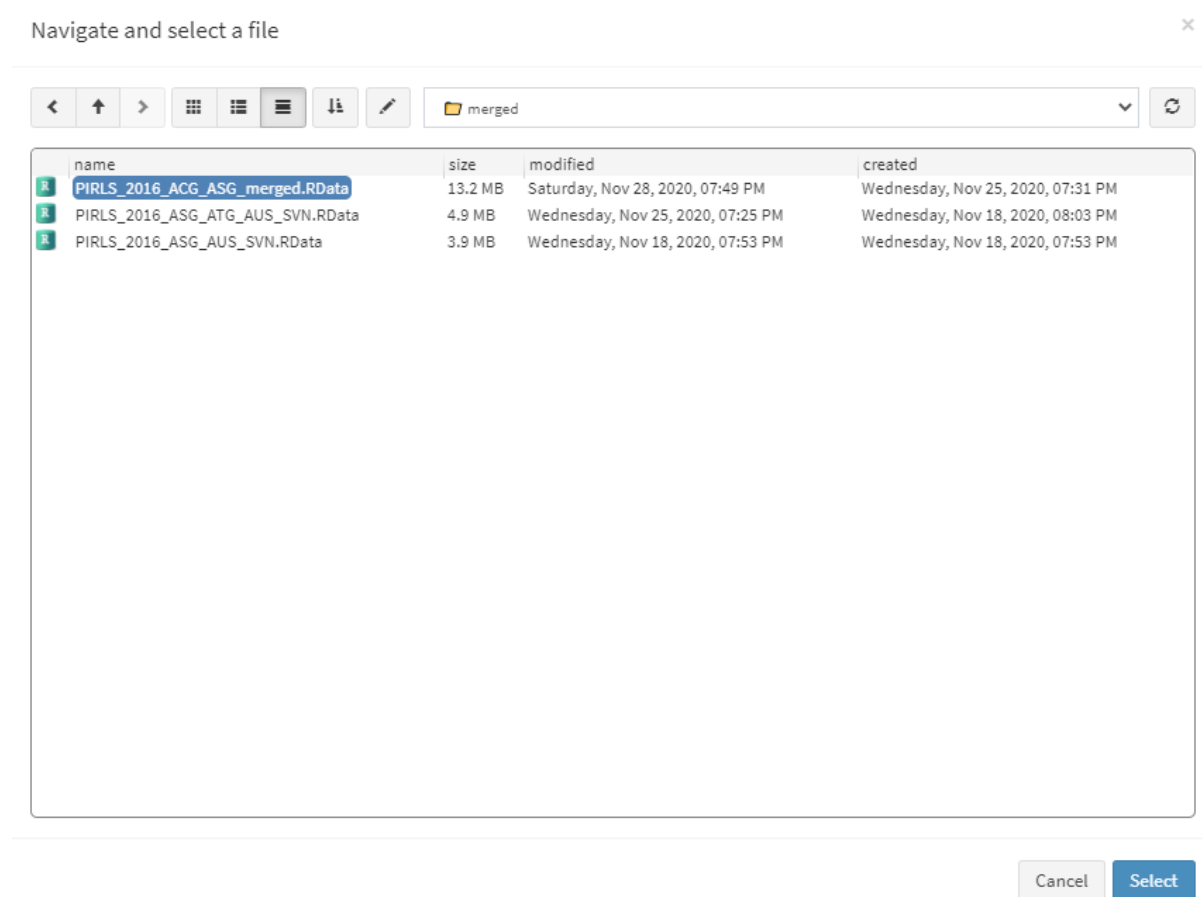 Navigate and select a file ×
merged
name size modified created
PIRLS_2016_ACG_ASG_merged.RData 13.2 MB Saturday, Nov 28, 2020, 07:49 PM Wednesday, Nov 25, 2020, 07:31 PM
PIRLS_2016_ASG_ATG_AUS_SVN.RData 4.9 MB Wednesday, Nov 25, 2020, 07:25 PM Wednesday, Nov 18, 2020, 08:03 PM
PIRLS_2016_ASG_AUS_SVN.RData 3.9 MB Wednesday, Nov 18, 2020, 07:53 PM Wednesday, Nov 18, 2020, 07:53 PM
Cancel Select